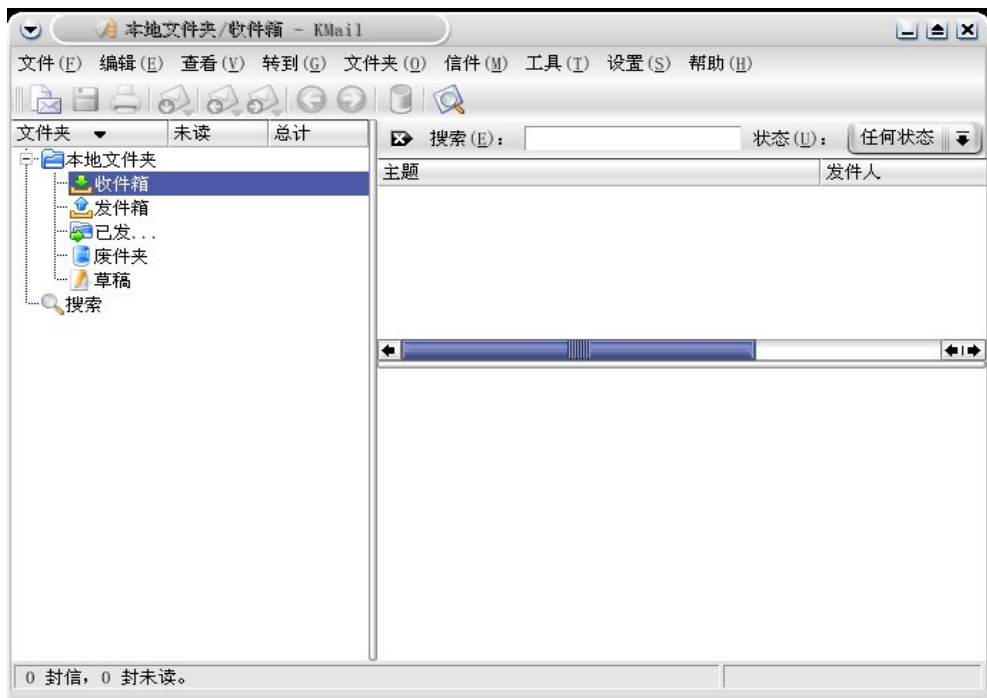 本地文件夹/收件箱 - KMail
文件(F) 编辑(E) 查看(V) 转到(G) 文件夹(O) 信件(M) 工具(T) 设置(S) 帮助(H)
文件夹 未读 总计
搜索(E): 状态(U): 任何状态
主题 发件人
本地文件夹
收件箱
发件箱
已发...
废件夹
草稿
搜索
0 封信，0 封未读。